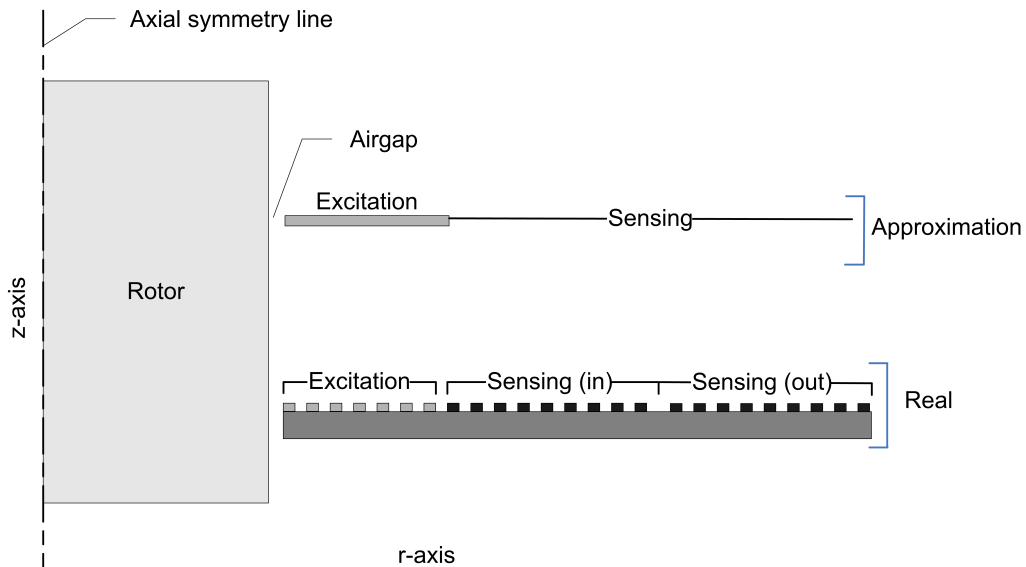 Axial symmetry line
Airgap
Excitation
Sensing
Approximation
Rotor
z-axis
Excitation
Sensing (in)
Sensing (out)
Real
r-axis